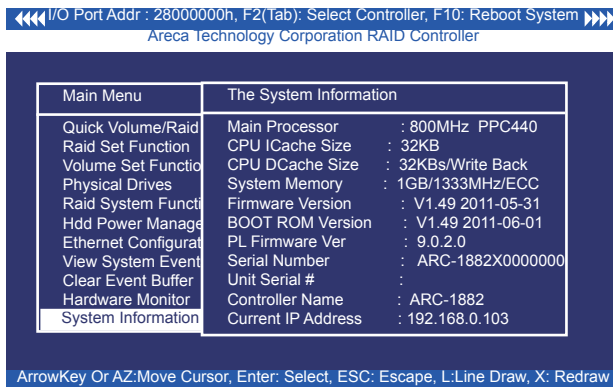 I/O Port Addr : 28000000h, F2(Tab): Select Controller, F10: Reboot System
Areca Technology Corporation RAID Controller
Main Menu
Quick Volume/Raid
Raid Set Function
Volume Set Functio
Physical Drives
Raid System Functi
Hdd Power Manage
Ethernet Configurat
View System Event
Clear Event Buffer
Hardware Monitor
System Information
The System Information
Main Processor : 800MHz PPC440
CPU ICache Size : 32KB
CPU DCache Size : 32KBs/Write Back
System Memory : 1GB/1333MHz/ECC
Firmware Version : V1.49 2011-05-31
BOOT ROM Version : V1.49 2011-06-01
PL Firmware Ver : 9.0.2.0
Serial Number : ARC-1882X0000000
Unit Serial # :
Controller Name : ARC-1882
Current IP Address : 192.168.0.103
ArrowKey Or AZ:Move Cursor, Enter: Select, ESC: Escape, L:Line Draw, X: Redraw